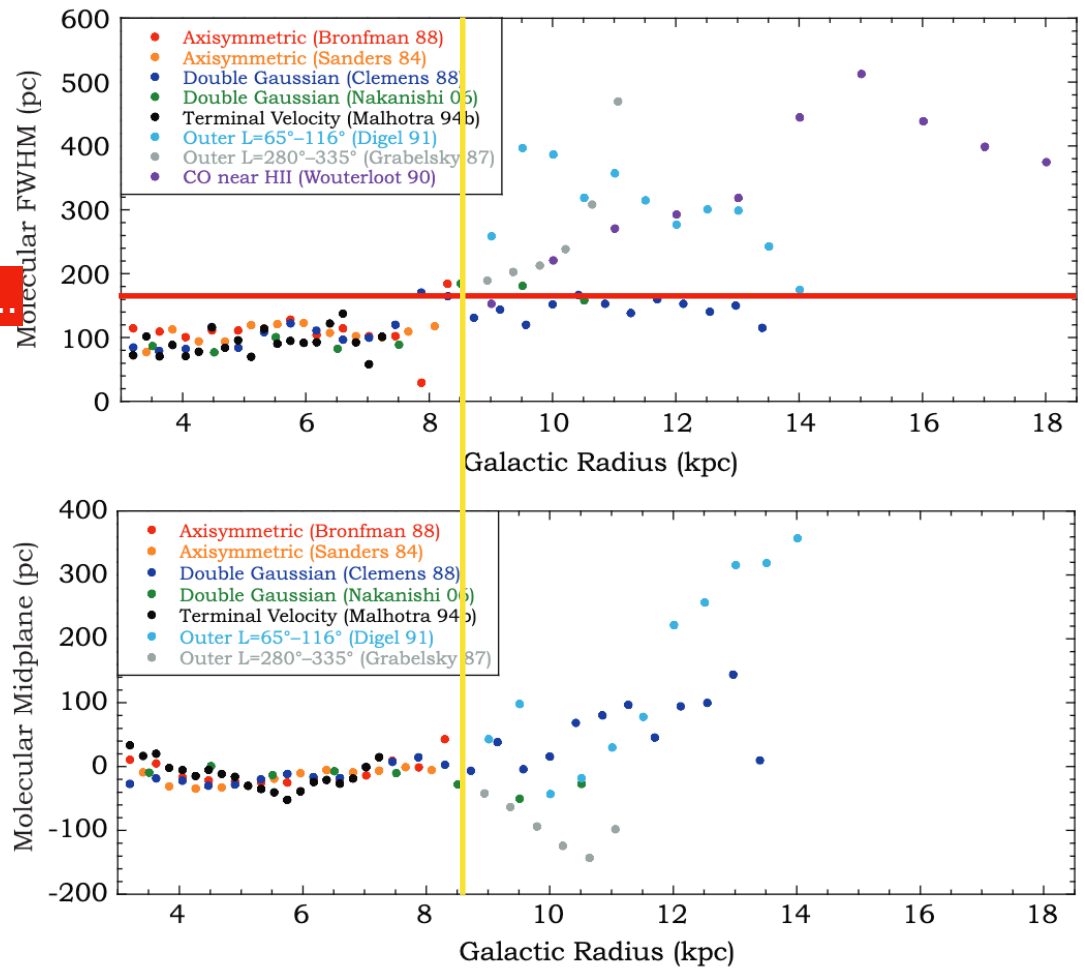 600
500
400
300
200
100
0
Molecular FWHM (pc)
Axisymmetric (Bronfman 88)
Axisymmetric (Sanders 84)
Double Gaussian (Clemens 88)
Double Gaussian (Nakanishi 06)
Terminal Velocity (Malhotra 94b)
Outer L=65°–116° (Digel 91)
Outer L=280°–335° (Grabelsky 87)
CO near HII (Wouterloot 90)
4 6 8 10 12 14 16 18
Galactic Radius (kpc)
400
300
200
100
0
-100
-200
Molecular Midplane (pc)
Axisymmetric (Bronfman 88)
Axisymmetric (Sanders 84)
Double Gaussian (Clemens 88)
Double Gaussian (Nakanishi 06)
Terminal Velocity (Malhotra 94b)
Outer L=65°–116° (Digel 91)
Outer L=280°–335° (Grabelsky 87)
4 6 8 10 12 14 16 18
Galactic Radius (kpc)